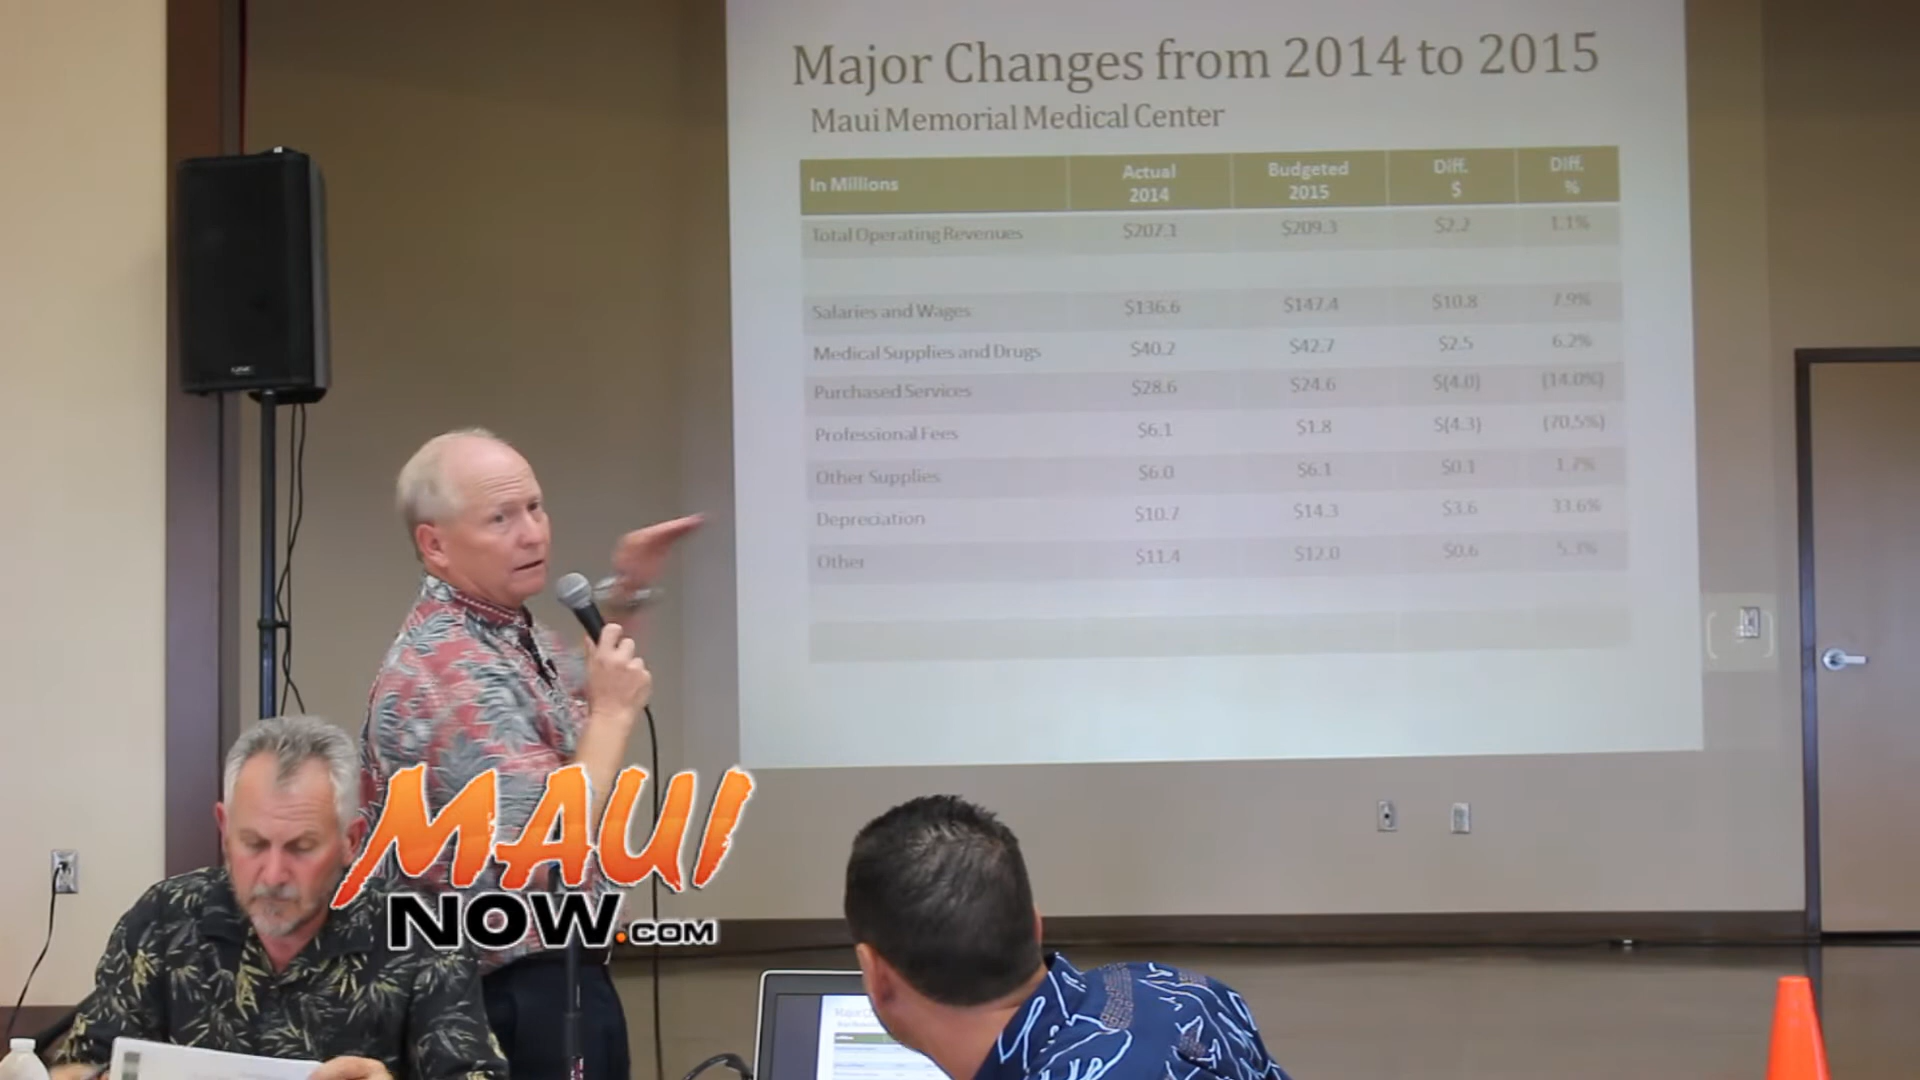 Major Changes from 2014 to 2015
Maui Memorial Medical Center
In Millions Actual 2014 Budgeted 2015 Diff. $ Diff. %
Total Operating Revenues $207.1 $209.3 $2.2 1.1%
Salaries and Wages $136.6 $147.4 $10.8 7.9%
Medical Supplies and Drugs $40.2 $42.7 $2.5 6.2%
Purchased Services $28.6 $24.6 $(4.0) (14.0%)
Professional Fees $6.1 $1.8 $(4.3) (70.5%)
Other Supplies $6.0 $6.1 $0.1 1.7%
Depreciation $10.7 $14.3 $3.6 33.6%
Other $11.4 $12.0 $0.6 5.3%
MAUI
NOW.COM